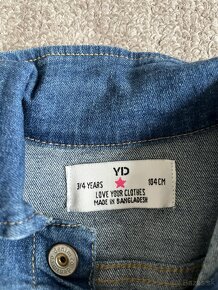 YD
3/4 YEARS 104CM
LOVE YOUR CLOTHES
MADE IN BANGLADESH